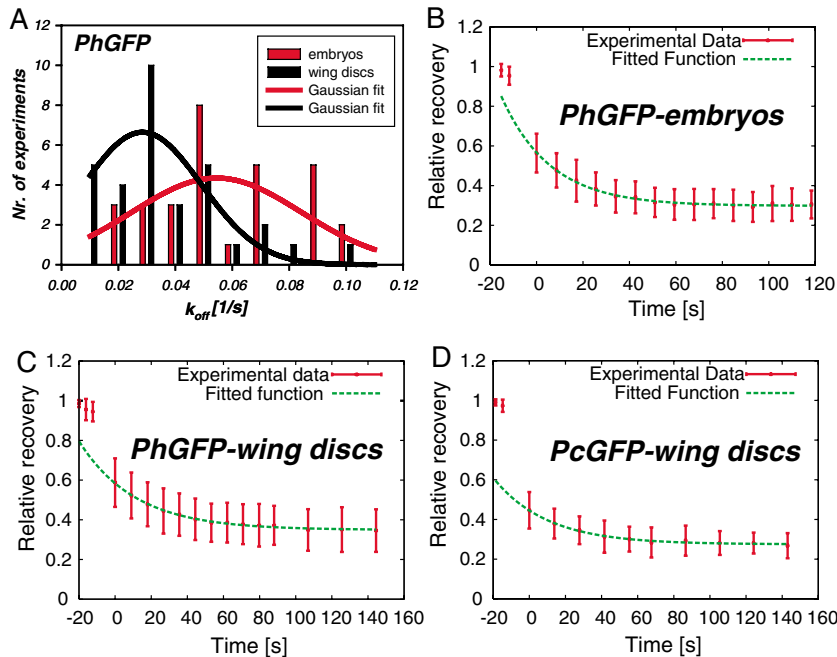 A
PhGFP
Nr. of experiments
12
10
8
6
4
2
0
embryos
wing discs
Gaussian fit
Gaussian fit
0.00 0.02 0.04 0.06 0.08 0.10 0.12
koff [1/s]
B
Relative recovery
1.2
1
0.8
0.6
0.4
0.2
0
Experimental Data
Fitted Function
PhGFP-embryos
-20 0 20 40 60 80 100 120
Time [s]
C
Relative recovery
1.2
1
0.8
0.6
0.4
0.2
0
Experimental data
Fitted function
PhGFP-wing discs
-20 0 20 40 60 80 100 120 140 160
Time [s]
D
Relative recovery
1.2
1
0.8
0.6
0.4
0.2
0
Experimental Data
Fitted Function
PcGFP-wing discs
-20 0 20 40 60 80 100 120 140 160
Time [s]